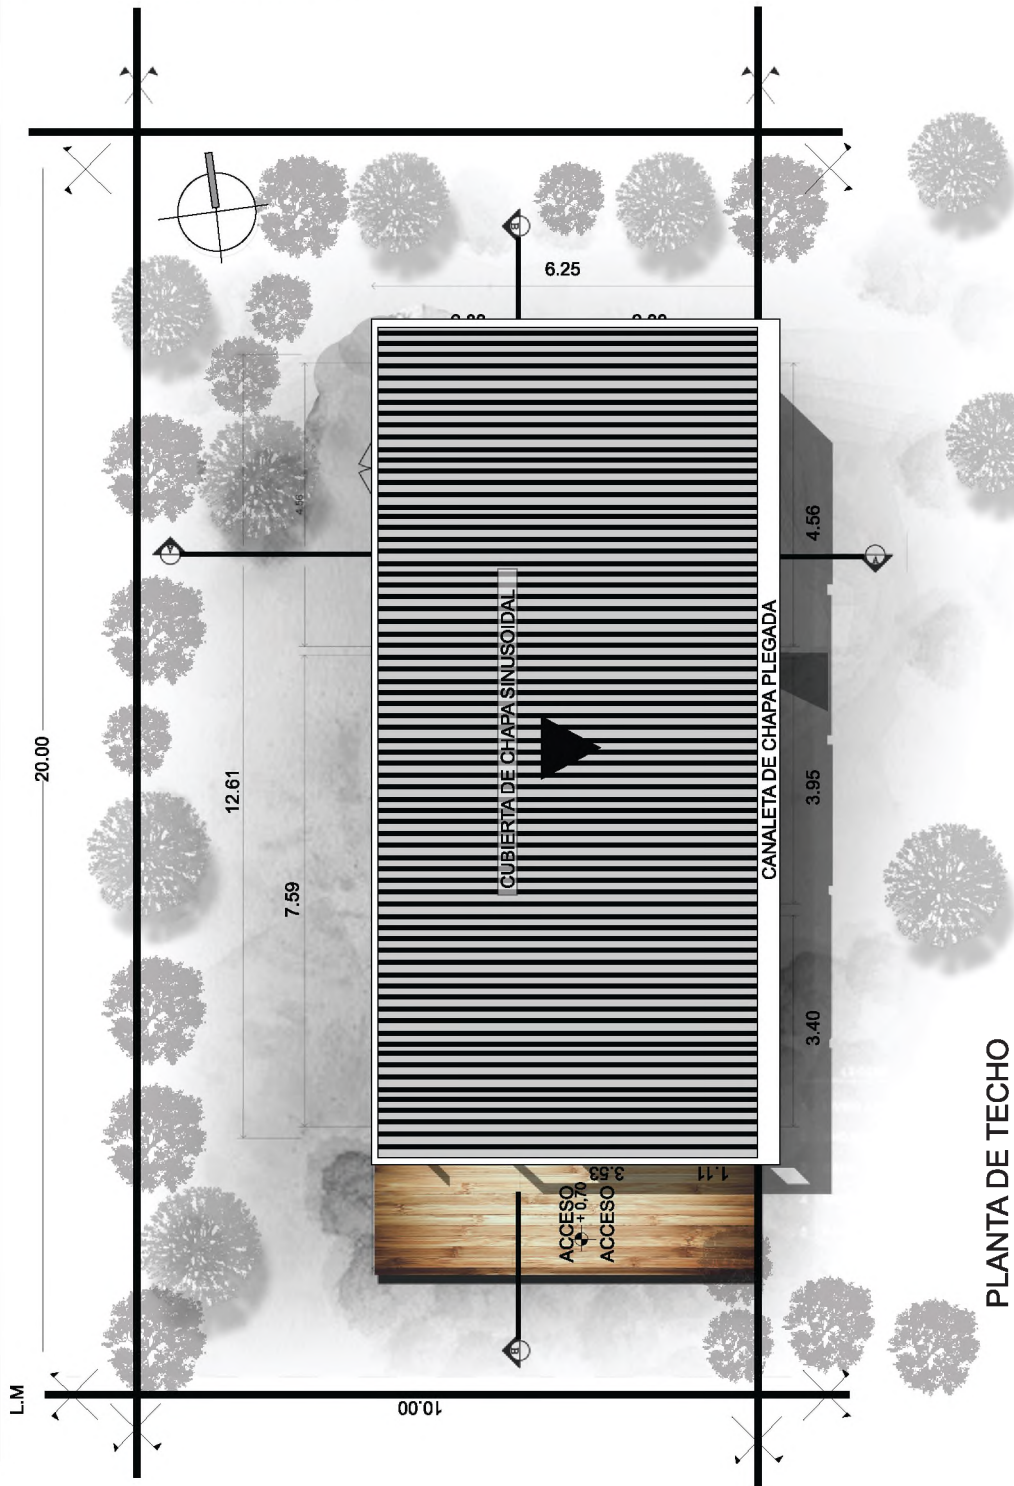 L.M
20.00
10.00
12.61
7.59
4.56
6.25
B
A
A
B
4.56
3.95
3.40
CUBIERTA DE CHAPA SINUSOIDAL
CANALETA DE CHAPA PLEGADA
3.53
1.11
ACCESO
+ 0,70
ACCESO
PLANTA DE TECHO